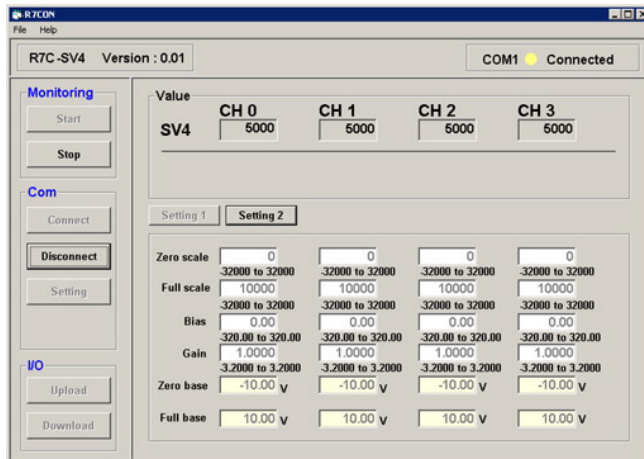 R7CON
File Help
R7C-SV4 Version : 0.01
COM1 Connected
Monitoring
Start
Stop
Com
Connect
Disconnect
Setting
I/O
Upload
Download
Value
CH 0 CH 1 CH 2 CH 3
SV4 5000 5000 5000 5000
Setting 1 Setting 2
Zero scale 0 0 0 0
-32000 to 32000 -32000 to 32000 -32000 to 32000 -32000 to 32000
Full scale 10000 10000 10000 10000
-32000 to 32000 -32000 to 32000 -32000 to 32000 -32000 to 32000
Bias 0.00 0.00 0.00 0.00
-320.00 to 320.00 -320.00 to 320.00 -320.00 to 320.00 -320.00 to 320.00
Gain 1.0000 1.0000 1.0000 1.0000
-3.2000 to 3.2000 -3.2000 to 3.2000 -3.2000 to 3.2000 -3.2000 to 3.2000
Zero base -10.00 V -10.00 V -10.00 V -10.00 V
Full base 10.00 V 10.00 V 10.00 V 10.00 V